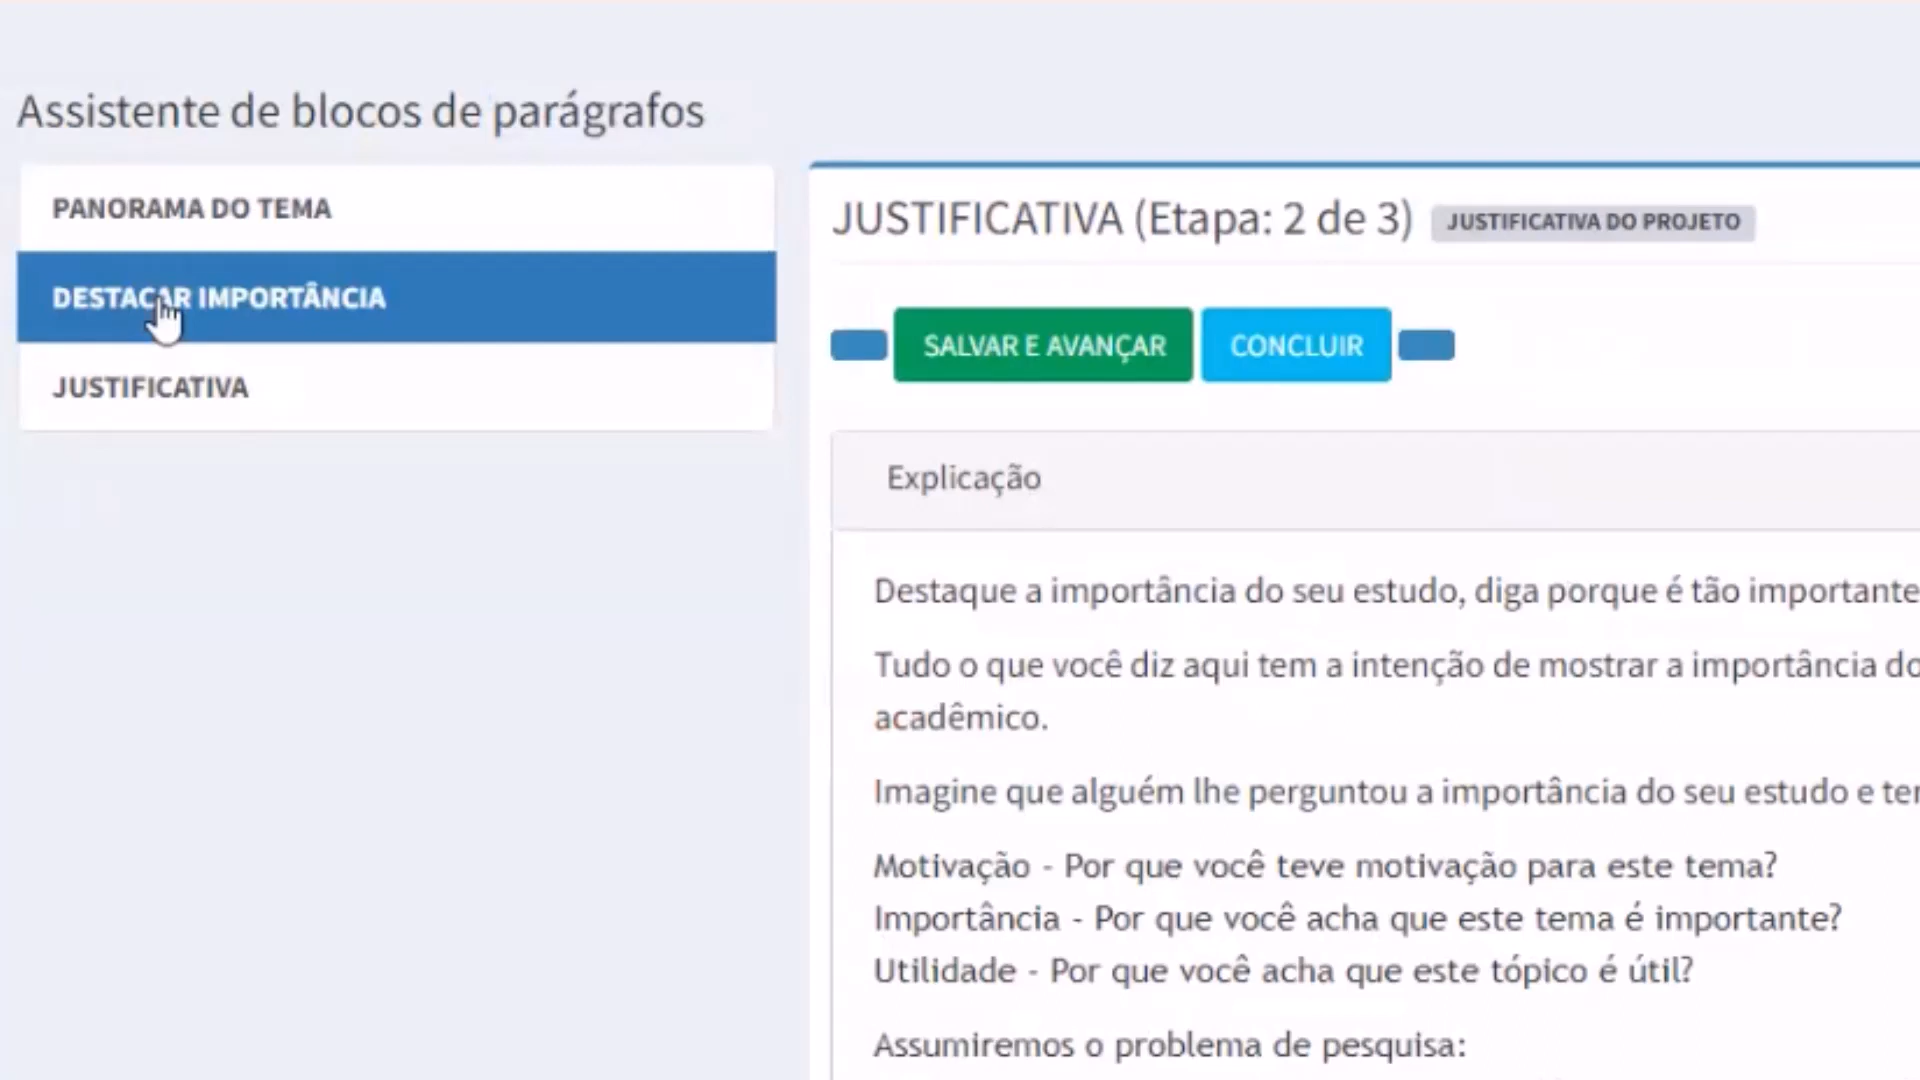 Assistente de blocos de parágrafos
PANORAMA DO TEMA
DESTACAR IMPORTÂNCIA
JUSTIFICATIVA
JUSTIFICATIVA (Etapa: 2 de 3) JUSTIFICATIVA DO PROJETO
SALVAR E AVANÇAR CONCLUIR
Explicação
Destaque a importância do seu estudo, diga porque é tão importante
Tudo o que você diz aqui tem a intenção de mostrar a importância do
acadêmico.
Imagine que alguém lhe perguntou a importância do seu estudo e
Motivação - Por que você teve motivação para este tema?
Importância - Por que você acha que este tema é importante?
Utilidade - Por que você acha que este tópico é útil?
Assumiremos o problema de pesquisa: